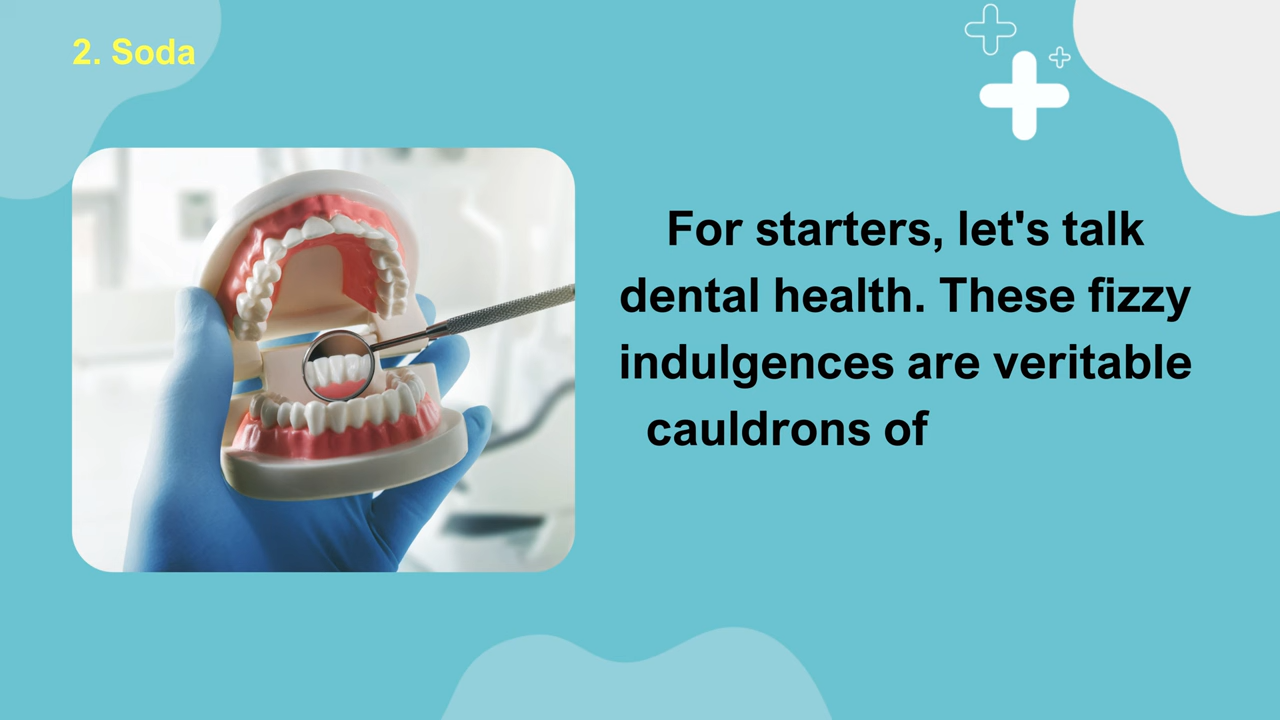 2. Soda
For starters, let's talk
dental health. These fizzy
indulgences are veritable
cauldrons of